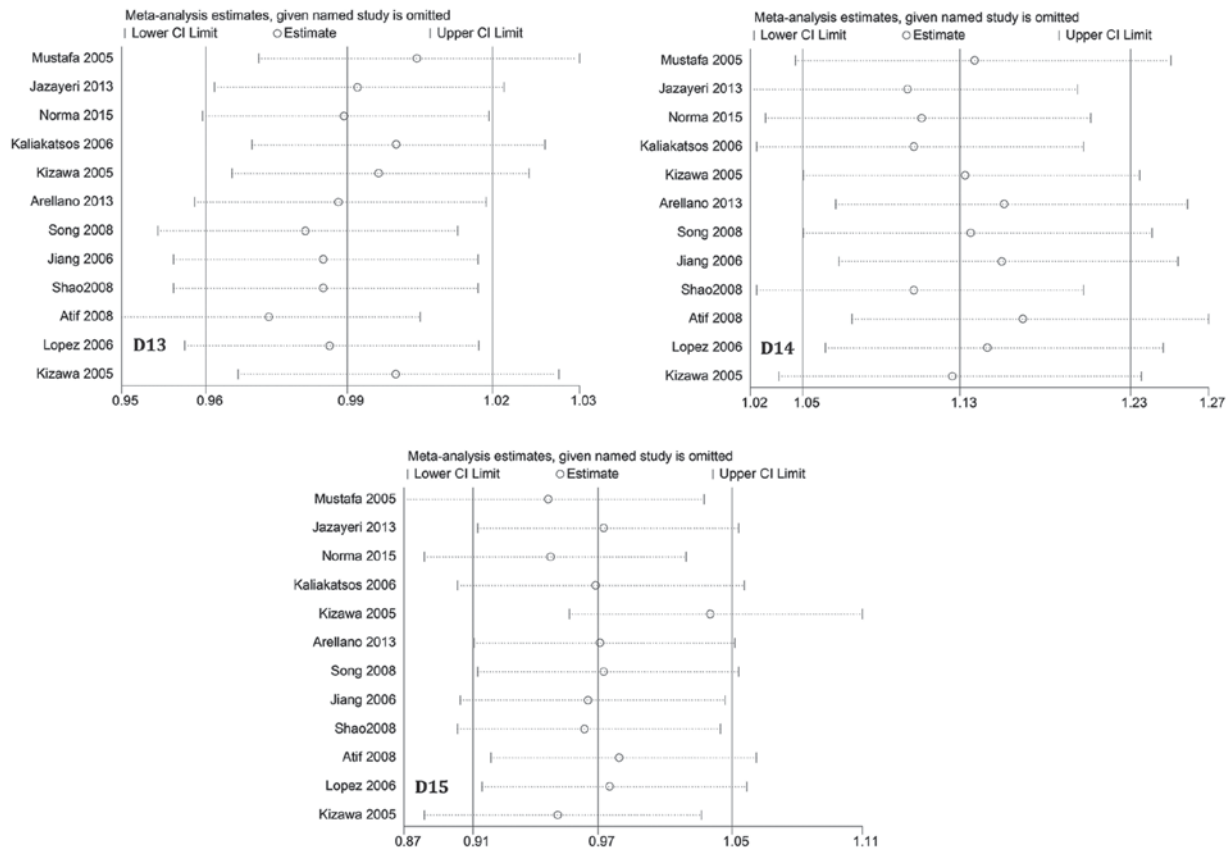 Meta-analysis estimates, given named study is omitted
Lower CI Limit Estimate Upper CI Limit
Mustafa 2005
Jazayeri 2013
Norma 2015
Kaliakatsos 2006
Kizawa 2005
Arellano 2013
Song 2008
Jiang 2006
Shao2008
Atif 2008
Lopez 2006 D13
Kizawa 2005
0.95 0.96 0.99 1.02 1.03
Meta-analysis estimates, given named study is omitted
Lower CI Limit Estimate Upper CI Limit
Mustafa 2005
Jazayeri 2013
Norma 2015
Kaliakatsos 2006
Kizawa 2005
Arellano 2013
Song 2008
Jiang 2006
Shao2008
Atif 2008
Lopez 2006 D14
Kizawa 2005
1.02 1.05 1.13 1.23 1.27
Meta-analysis estimates, given named study is omitted
Lower CI Limit Estimate Upper CI Limit
Mustafa 2005
Jazayeri 2013
Norma 2015
Kaliakatsos 2006
Kizawa 2005
Arellano 2013
Song 2008
Jiang 2006
Shao2008
Atif 2008
Lopez 2006 D15
Kizawa 2005
0.87 0.91 0.97 1.05 1.11